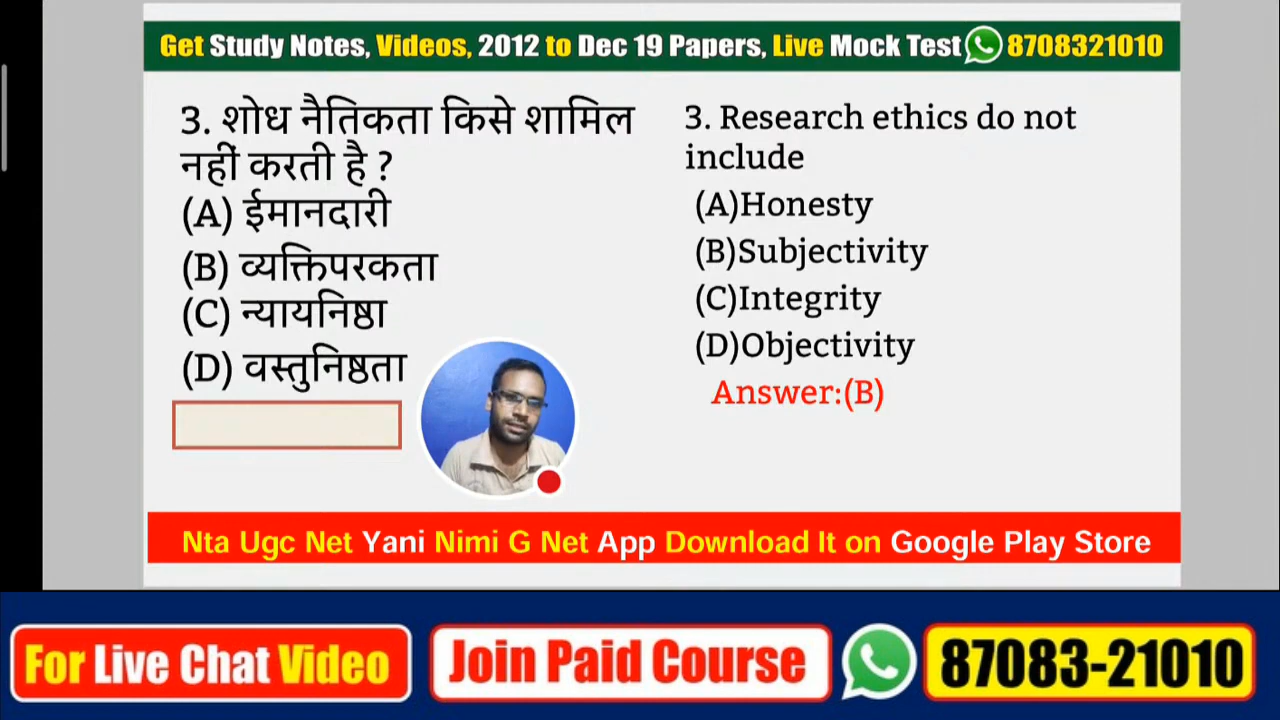 Get Study Notes, Videos, 2012 to Dec 19 Papers, Live Mock Test 8708321010
3. शोध नैतिकता किसे शामिल
नहीं करती है ?
(A) ईमानदारी
(B) व्यक्तिपरकता
(C) न्यायनिष्ठा
(D) वस्तुनिष्ठता
3. Research ethics do not
include
(A)Honesty
(B)Subjectivity
(C)Integrity
(D)Objectivity
Answer:(B)
Nta Ugc Net Yani Nimi G Net App Download It on Google Play Store
For Live Chat Video
Join Paid Course
87083-21010